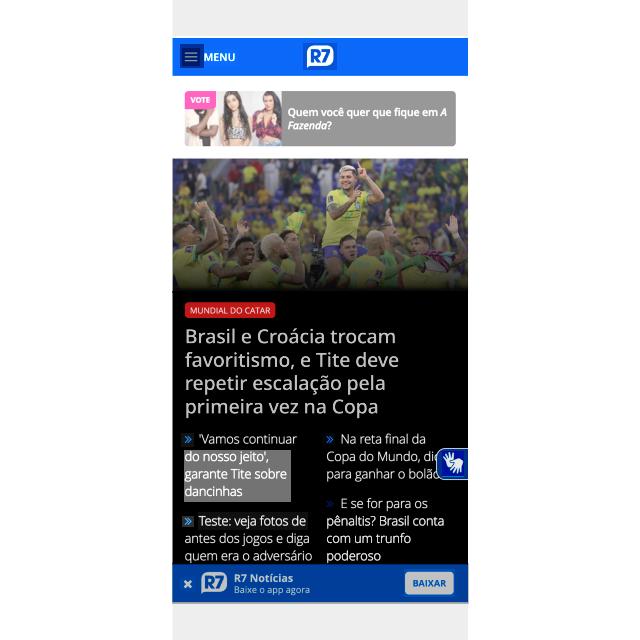 MENU
R7
VOTE
Quem você quer que fique em A
Fazenda?
MUNDIAL DO CATAR
Brasil e Croácia trocam
favoritismo, e Tite deve
repetir escalação pela
primeira vez na Copa
» 'Vamos continuar
do nosso jeito',
garante Tite sobre
dancinhas
» Teste: veja fotos de
antes dos jogos e diga
quem era o adversário
» Na reta final da
Copa do Mundo,
para ganhar o bolão
» E se for para os
pênaltis? Brasil conta
com um trunfo
poderoso
× R7 R7 Notícias
Baixe o app agora
BAIXAR